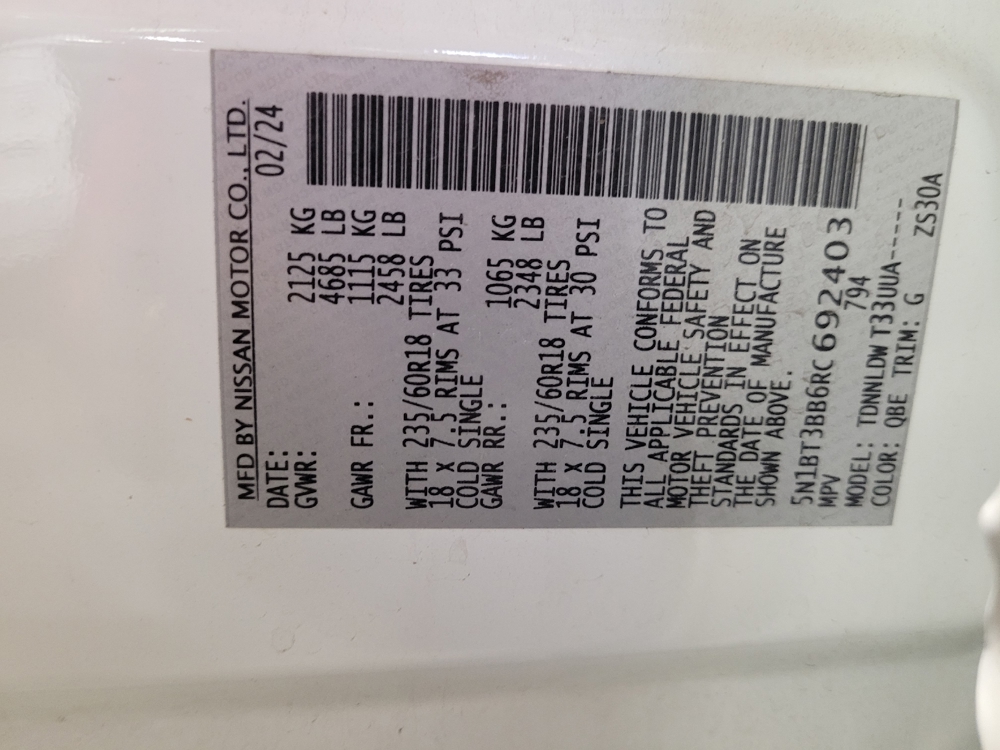 MFD BY NISSAN MOTOR CO., LTD.
DATE: 02/24
GVWR: 2125 KG
4685 LB
GAWR FR.: 1115 KG
2458 LB
WITH 235/60R18 TIRES
18 X 7.5 RIMS AT 33 PSI
COLD SINGLE
GAWR RR.: 1065 KG
2348 LB
WITH 235/60R18 TIRES
18 X 7.5 RIMS AT 30 PSI
COLD SINGLE
THIS VEHICLE CONFORMS TO
ALL APPLICABLE FEDERAL
MOTOR VEHICLE SAFETY AND
THEFT PREVENTION
STANDARDS IN EFFECT ON
THE DATE OF MANUFACTURE
SHOWN ABOVE.
5N1BT3BB6RC692403
MPV 794
MODEL: TDNNLDWT33UUA-----
COLOR: QBE TRIM: G ZS30A